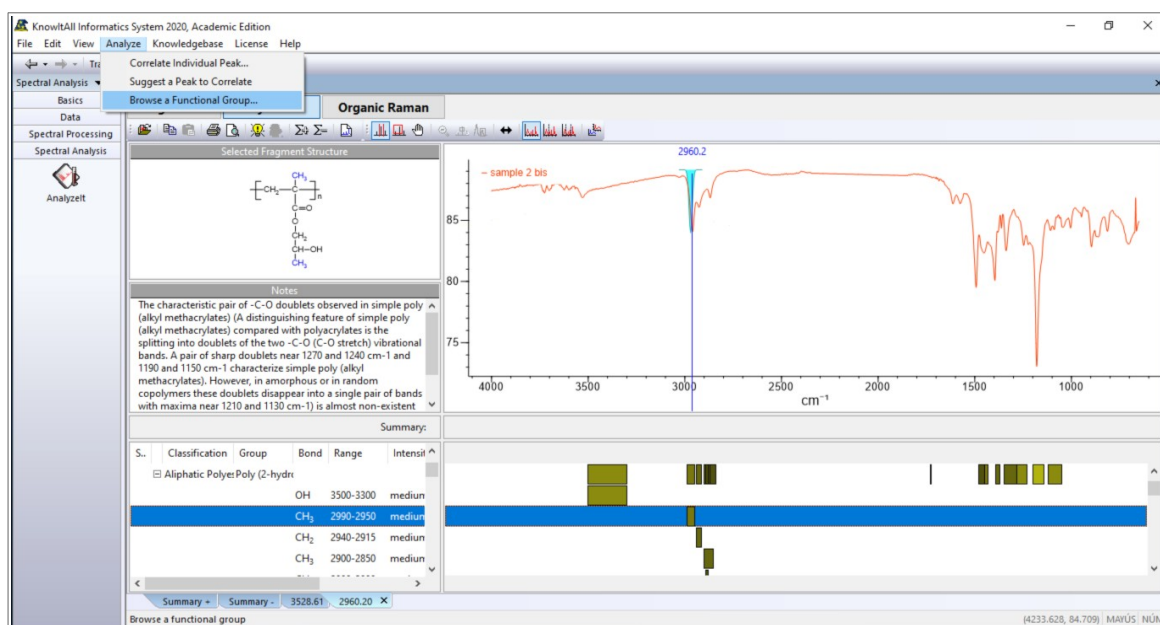 KnowItAll Informatics System 2020, Academic Edition
File Edit View Analyze Knowledgebase License Help
Correlate Individual Peak...
Suggest a Peak to Correlate
Browse a Functional Group...
Spectral Analysis
Basics
Data
Spectral Processing
Spectral Analysis
AnalyzeIt
Organic Raman
Selected Fragment Structure
CH3
CH2 C n
C=O
O
CH2
CH-OH
CH3
Notes
The characteristic pair of -C-O doublets observed in simple poly
(alkyl methacrylates) (A distinguishing feature of simple poly
(alkyl methacrylates) compared with polyacrylates is the
splitting into doublets of the two -C-O (C-O stretch) vibrational
bands. A pair of sharp doublets near 1270 and 1240 cm-1 and
1190 and 1150 cm-1 characterize simple poly (alkyl
methacrylates). However, in amorphous or in random
copolymers these doublets disappear into a single pair of bands
with maxima near 1210 and 1130 cm-1) is almost non-existent
2960.2
– sample 2 bis
85
80
75
4000 3500 3000 2500 2000 1500 1000
cm⁻¹
Summary:
S.. Classification Group Bond Range Intensit
Aliphatic Polye: Poly (2-hydro
OH 3500-3300 medium
CH3 2990-2950 medium
CH2 2940-2915 medium
CH3 2900-2850 medium
Summary + Summary - 3528.61 2960.20 ×
Browse a functional group
(4233.628, 84.709) MAYÚS NÚM